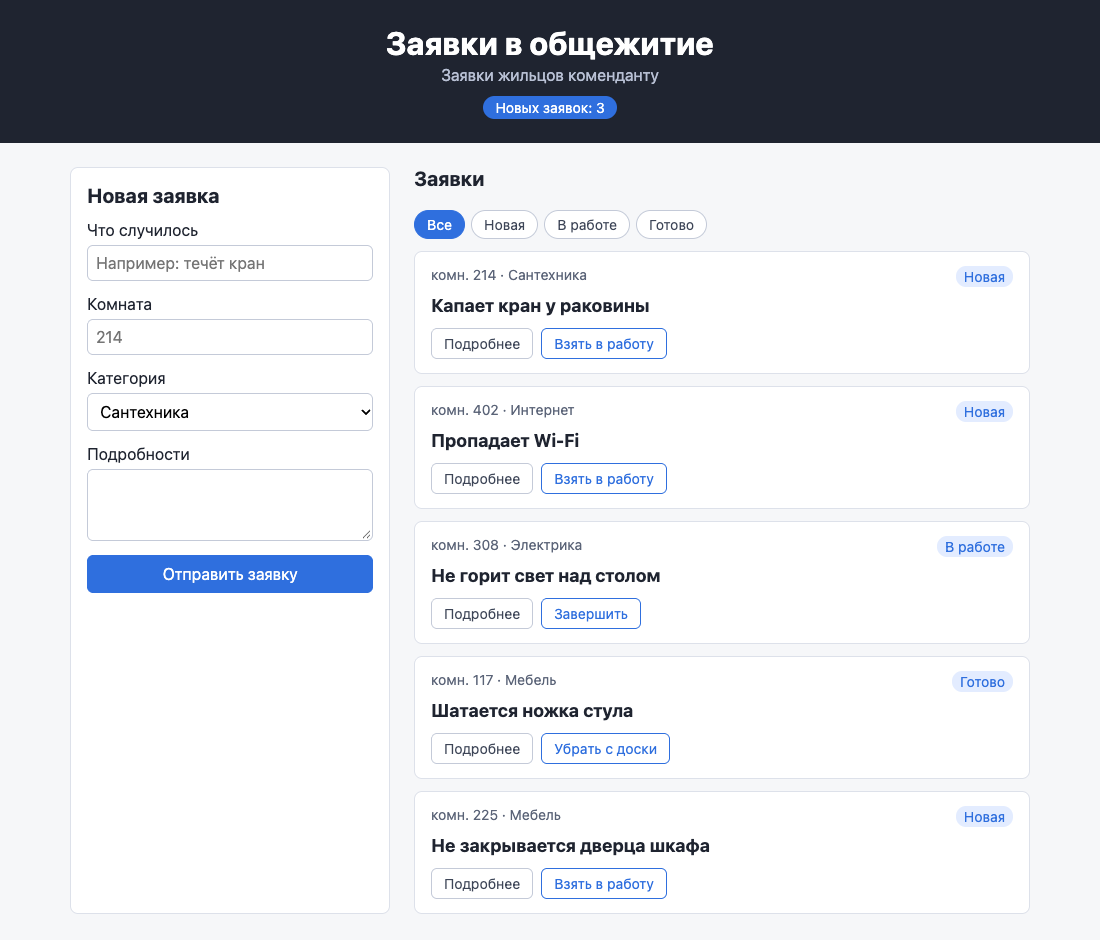 Заявки в общежитие
Заявки жильцов коменданту
Новых заявок: 3
Новая заявка
Что случилось
Например: течёт кран
Комната
214
Категория
Сантехника
Подробности
Отправить заявку
Заявки
Все Новая В работе Готово
комн. 214 · Сантехника Новая
Капает кран у раковины
Подробнее Взять в работу
комн. 402 · Интернет Новая
Пропадает Wi-Fi
Подробнее Взять в работу
комн. 308 · Электрика В работе
Не горит свет над столом
Подробнее Завершить
комн. 117 · Мебель Готово
Шатается ножка стула
Подробнее Убрать с доски
комн. 225 · Мебель Новая
Не закрывается дверца шкафа
Подробнее Взять в работу